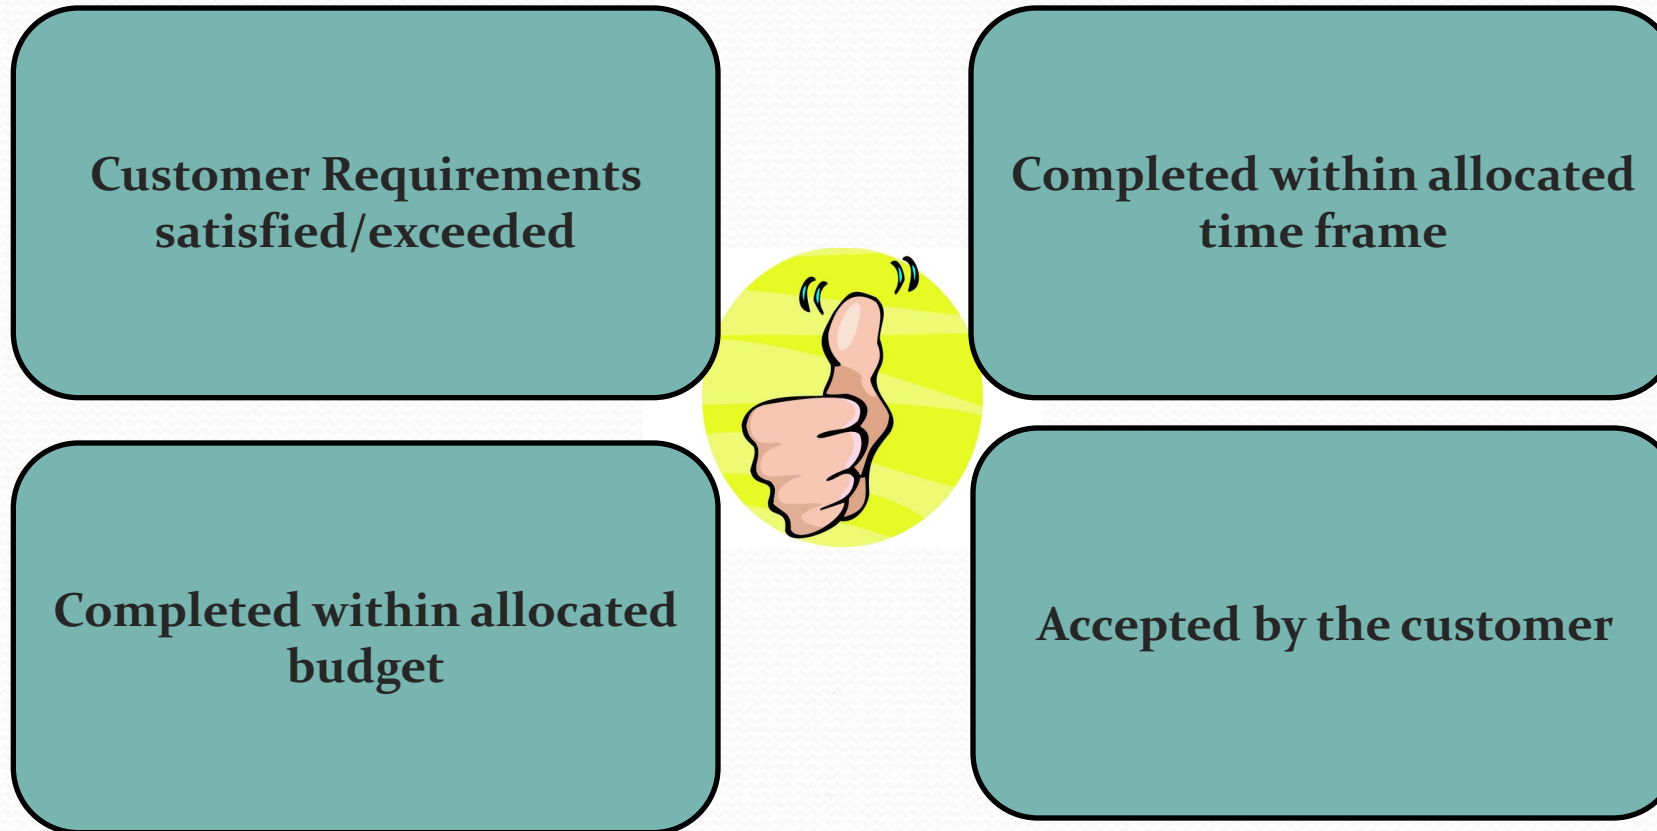 Customer Requirements
satisfied/exceeded
Completed within allocated
time frame
Completed within allocated
budget
Accepted by the customer